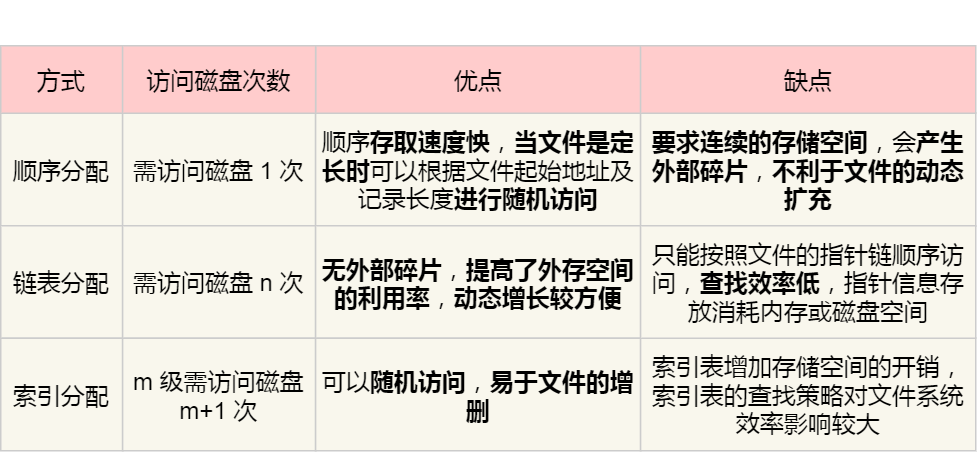 方式
访问磁盘次数
优点
缺点
顺序分配
需访问磁盘 1 次
顺序存取速度快，当文件是定
长时可以根据文件起始地址及
记录长度进行随机访问
要求连续的存储空间，会产生
外部碎片，不利于文件的动态
扩充
链表分配
需访问磁盘 n 次
无外部碎片，提高了外存空间
的利用率，动态增长较方便
只能按照文件的指针链顺序访
问，查找效率低，指针信息存
放消耗内存或磁盘空间
索引分配
m 级需访问磁盘
m+1 次
可以随机访问，易于文件的增
删
索引表增加存储空间的开销，
索引表的查找策略对文件系统
效率影响较大